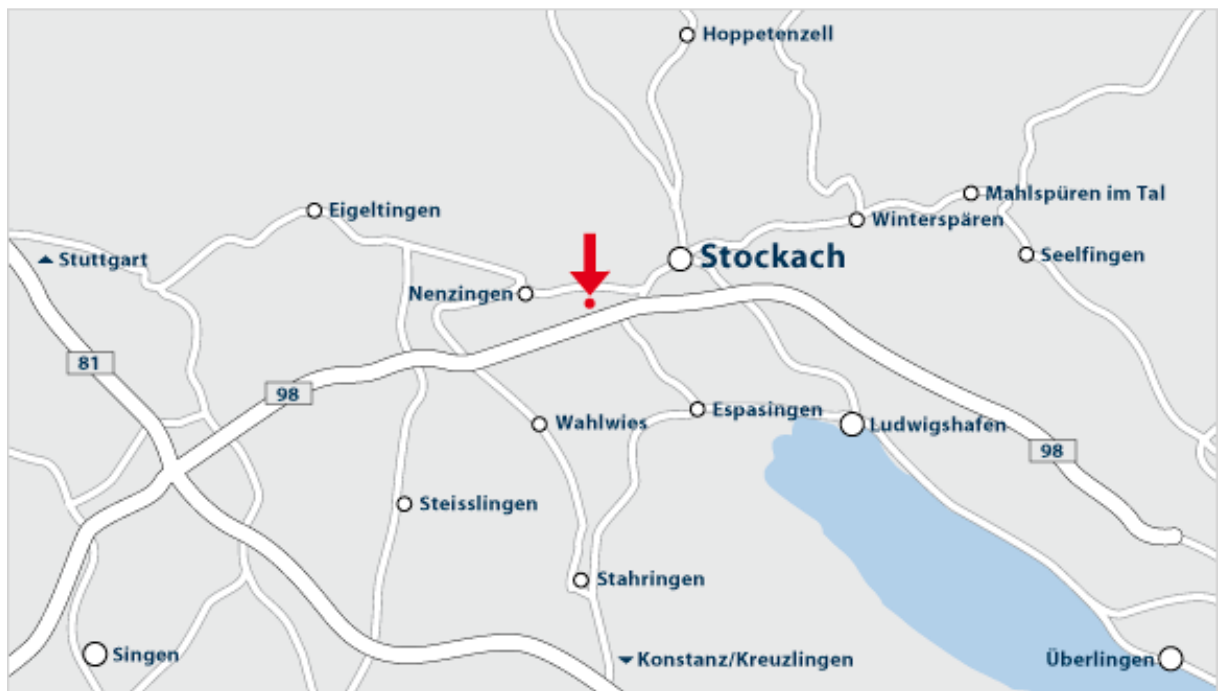 Hoppetenzell
Mahlspüren im Tal
Eigeltingen
Winterspären
Stuttgart
Stockach
Seelfingen
Nenzingen
81
98
Espasingen
Wahlwies
Ludwigshafen
98
Steisslingen
Stahringen
Singen
Konstanz/Kreuzlingen
Überlingen